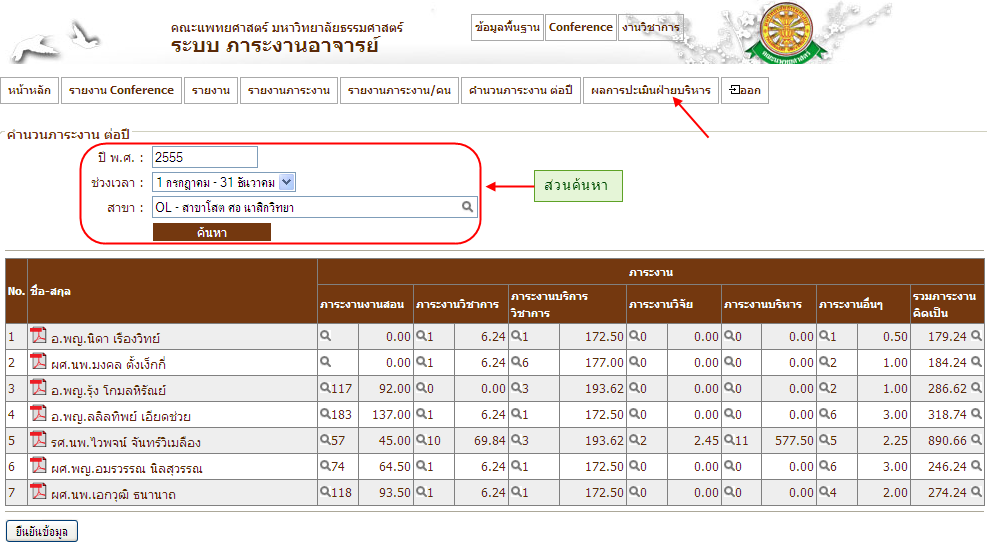 คณะแพทยศาสตร์ มหาวิทยาลัยธรรมศาสตร์
ระบบ ภาระงานอาจารย์
ข้อมูลพื้นฐาน Conference งานวิชาการ
หน้าหลัก รายงาน Conference รายงาน รายงานภาระงาน รายงานภาระงาน/คน คำนวนภาระงาน ต่อปี ผลการประเมินฝ่ายบริหาร ออก
คำนวนภาระงาน ต่อปี
ปี พ.ศ. : 2555
ช่วงเวลา : 1 กรกฎาคม - 31 ธันวาคม
สาขา : OL - สาขาโสต ศอ นาสิกวิทยา
ค้นหา
ส่วนค้นหา
No. ชื่อ-สกุล ภาระงาน
ภาระงานงานสอน ภาระงานวิชาการ ภาระงานบริการวิชาการ ภาระงานวิจัย ภาระงานบริหาร ภาระงานอื่นๆ รวมภาระงานคิดเป็น
1 อ.พญ.นิดา เรืองวิทย์ 0.00 1 6.24 1 172.50 0 0.00 0 0.00 1 0.50 179.24
2 ผศ.นพ.มงคล ตั้งเง็กกี่ 0.00 1 6.24 6 177.00 0 0.00 0 0.00 2 1.00 184.24
3 อ.พญ.รุ้ง โกมลหิรัณย์ 117 92.00 0 0.00 3 193.62 0 0.00 0 0.00 2 1.00 286.62
4 อ.พญ.ลลิลทิพย์ เอียดช่วย 183 137.00 1 6.24 1 172.50 0 0.00 0 0.00 6 3.00 318.74
5 รศ.นพ.ไวพจน์ จันทร์วิเมลือง 57 45.00 10 69.84 3 193.62 2 2.45 11 577.50 5 2.25 890.66
6 ผศ.พญ.อมรวรรณ นิลสุวรรณ 74 64.50 1 6.24 1 172.50 0 0.00 0 0.00 6 3.00 246.24
7 ผศ.นพ.เอกวุฒิ ธนานาถ 118 93.50 1 6.24 1 172.50 0 0.00 0 0.00 4 2.00 274.24
ยืนยันข้อมูล